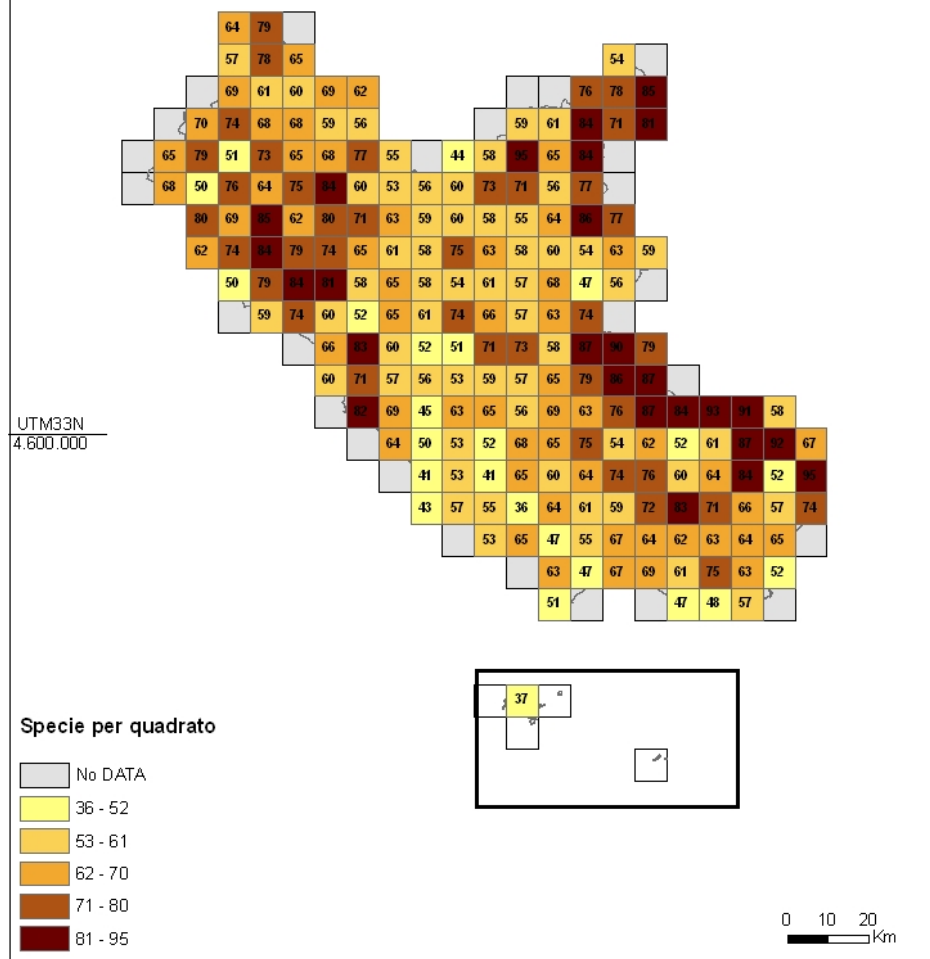 64 79
57 78 65 54
69 61 60 69 62 76 78 85
70 74 68 68 59 56 59 61 84 71 81
65 79 51 73 65 68 77 55 44 58 95 65 84
68 50 76 64 75 84 60 53 56 60 73 71 56 77
80 69 85 62 80 71 63 59 60 58 55 64 86 77
62 74 84 79 74 65 61 58 75 63 58 60 54 63 59
50 79 84 81 58 65 58 54 61 57 68 47 56
59 74 60 52 65 61 74 66 57 63 74
66 83 60 52 51 71 73 58 87 90 79
60 71 57 56 53 59 57 65 79 86 87
82 69 45 63 65 56 69 63 76 87 84 93 91 58
UTM33N
4.600.000
64 50 53 52 68 65 75 54 62 52 61 87 92 67
41 53 41 65 60 64 74 76 60 64 84 52 95
43 57 55 36 64 61 59 72 83 71 66 57 74
53 65 47 55 67 64 62 63 64 65
63 47 67 69 61 75 63 52
51 47 48 57
37
Specie per quadrato
No DATA
36 - 52
53 - 61
62 - 70
71 - 80
81 - 95
0 10 20
Km